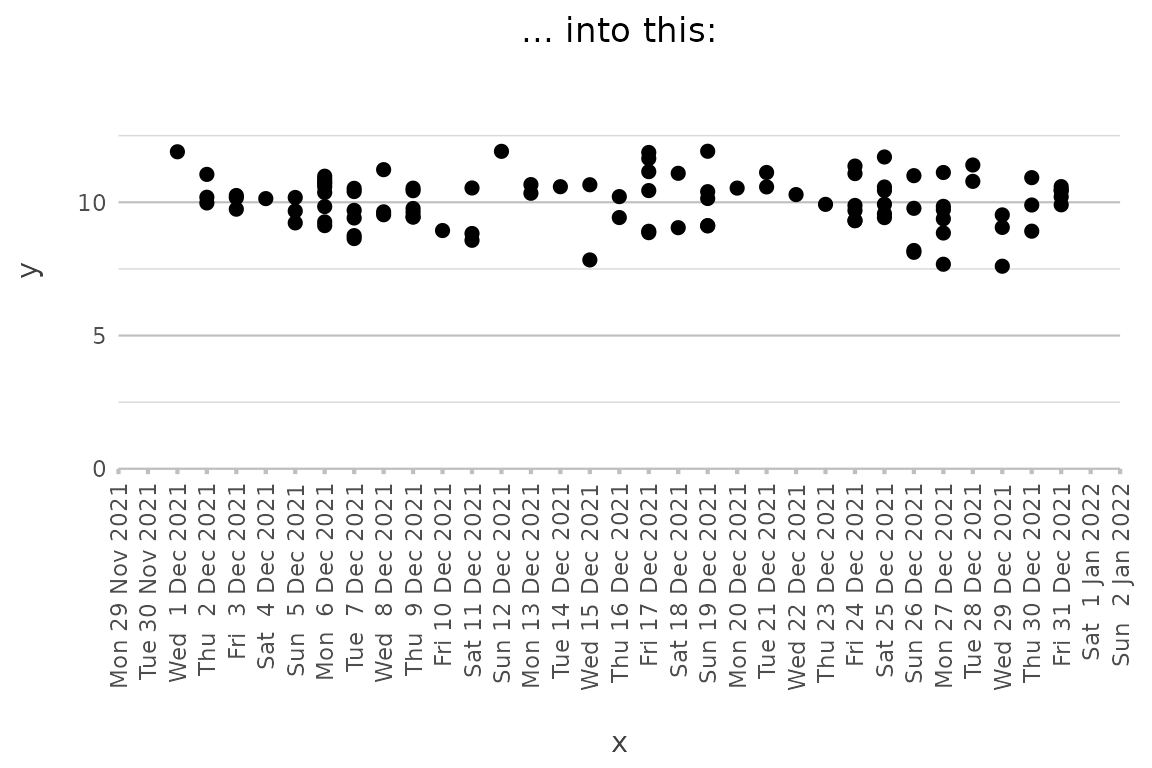 ... into this:
10
5
0
y
Mon 29 Nov 2021
Tue 30 Nov 2021
Wed  1 Dec 2021
Thu  2 Dec 2021
Fri  3 Dec 2021
Sat  4 Dec 2021
Sun  5 Dec 2021
Mon  6 Dec 2021
Tue  7 Dec 2021
Wed  8 Dec 2021
Thu  9 Dec 2021
Fri 10 Dec 2021
Sat 11 Dec 2021
Sun 12 Dec 2021
Mon 13 Dec 2021
Tue 14 Dec 2021
Wed 15 Dec 2021
Thu 16 Dec 2021
Fri 17 Dec 2021
Sat 18 Dec 2021
Sun 19 Dec 2021
Mon 20 Dec 2021
Tue 21 Dec 2021
Wed 22 Dec 2021
Thu 23 Dec 2021
Fri 24 Dec 2021
Sat 25 Dec 2021
Sun 26 Dec 2021
Mon 27 Dec 2021
Tue 28 Dec 2021
Wed 29 Dec 2021
Thu 30 Dec 2021
Fri 31 Dec 2021
Sat  1 Jan 2022
Sun  2 Jan 2022
x